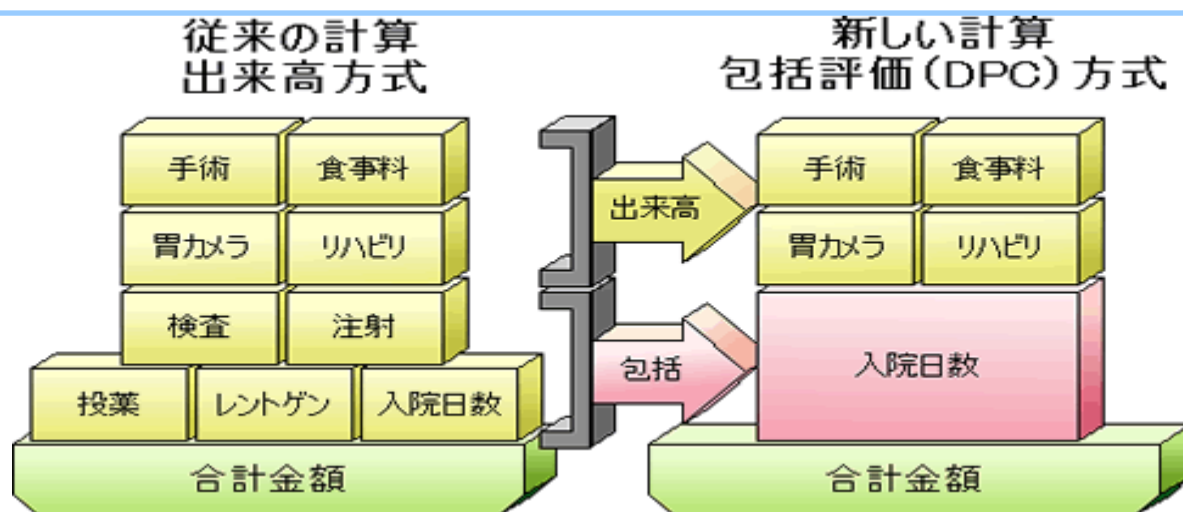 従来の計算
出来高方式
手術
食事料
胃カメラ
リハビリ
検査
注射
投薬
レントゲン
入院日数
合計金額
出来高
包括
新しい計算
包括評価(DPC)方式
手術
食事料
胃カメラ
リハビリ
入院日数
合計金額